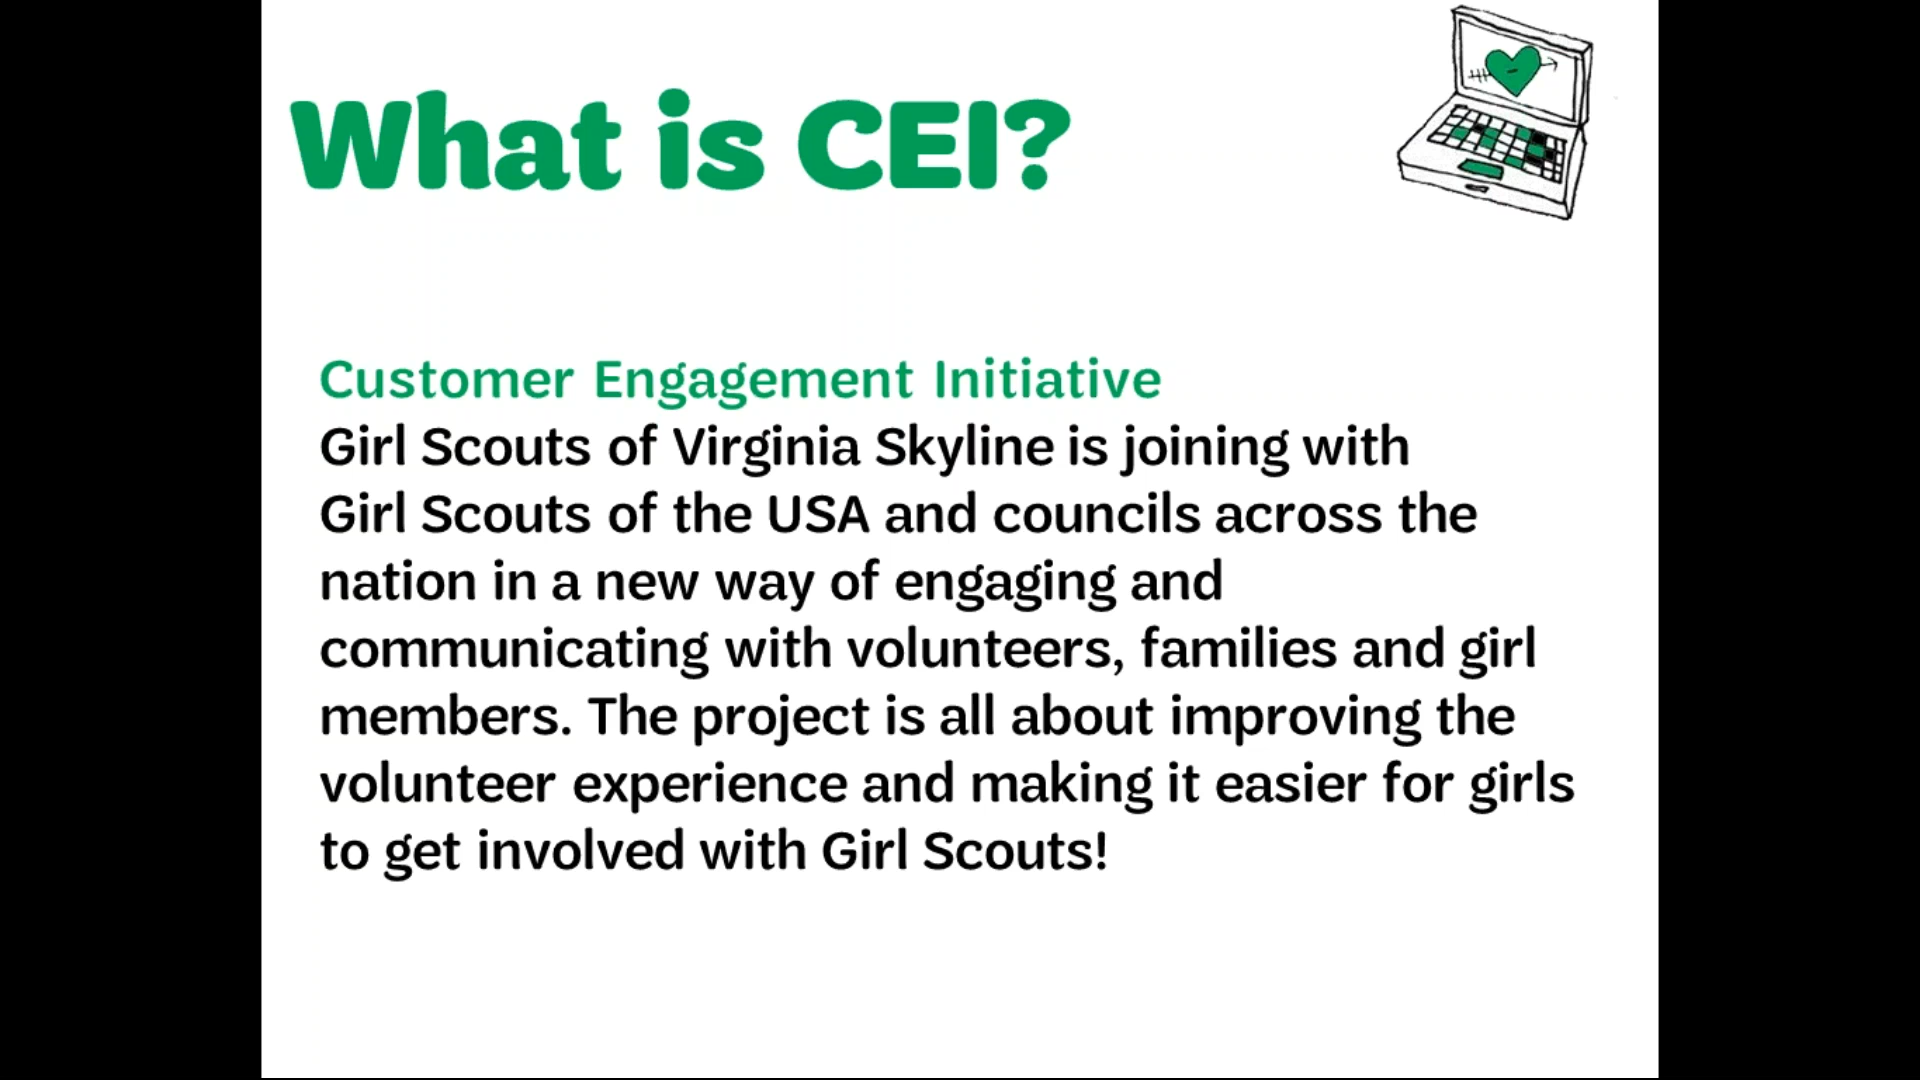 What is CEI?
Customer Engagement Initiative
Girl Scouts of Virginia Skyline is joining with
Girl Scouts of the USA and councils across the
nation in a new way of engaging and
communicating with volunteers, families and girl
members. The project is all about improving the
volunteer experience and making it easier for girls
to get involved with Girl Scouts!